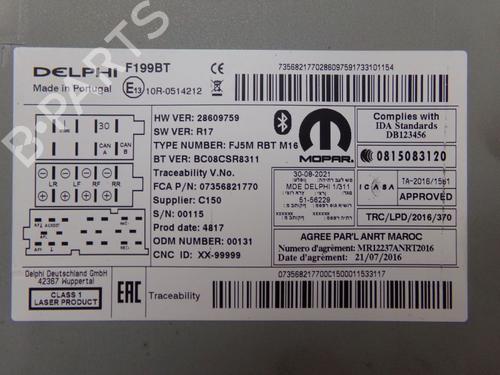 DELPHI F199BT
Made in Portugal E13 10R-0514212
7356821770286097591733101154
30
CAN A CAN B
LR LF RF RR
HW VER: 28609759
SW VER: R17
TYPE NUMBER: FJ5M RBT M16
BT VER: BC08CSR8311
Traceability V.No.
FCA P/N: 07356821770
Supplier: C150
S/N: 00115
Prod date: 4817
ODM NUMBER: 00131
CNC ID: XX-99999
MOPAR
Complies with
IDA Standards
DB123456
0815083120
30-08-2021
MDE DELPHI 1/311
51-56229
ICASA
TA-2016/1561
APPROVED
TRC/LPD/2016/370
AGREE PAR L'ANRT MAROC
Numero d'agrément: MR12237ANRT2016
Date d'agrément: 21/07/2016
Delphi Deutschland GmbH
42367 Wuppertal
CLASS 1
LASER PRODUCT
EAC
Traceability
07356821770OC1500011533117
B-PARTS